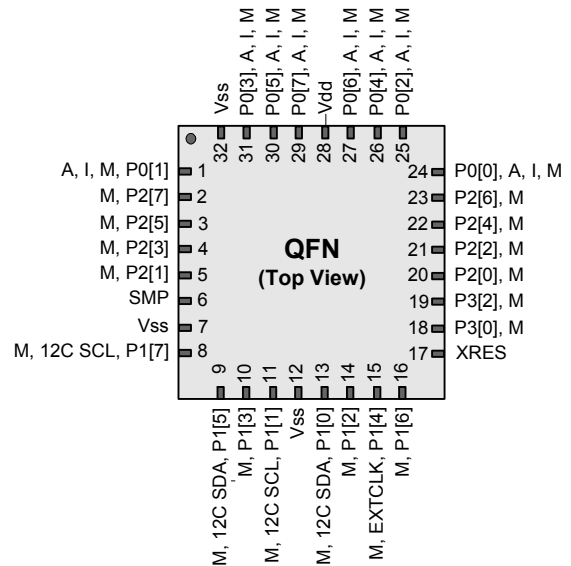 Vss
P0[3], A, I, M
P0[5], A, I, M
P0[7], A, I, M
Vdd
P0[6], A, I, M
P0[4], A, I, M
P0[2], A, I, M
32
31
30
29
28
27
26
25
A, I, M, P0[1]
1
M, P2[7]
2
M, P2[5]
3
M, P2[3]
4
M, P2[1]
5
SMP
6
Vss
7
M, 12C SCL, P1[7]
8
QFN
(Top View)
24
P0[0], A, I, M
23
P2[6], M
22
P2[4], M
21
P2[2], M
20
P2[0], M
19
P3[2], M
18
P3[0], M
17
XRES
9
10
11
12
13
14
15
16
M, 12C SDA, P1[5]
M, P1[3]
M, 12C SCL, P1[1]
Vss
M, 12C SDA, P1[0]
M, P1[2]
M, EXTCLK, P1[4]
M, P1[6]